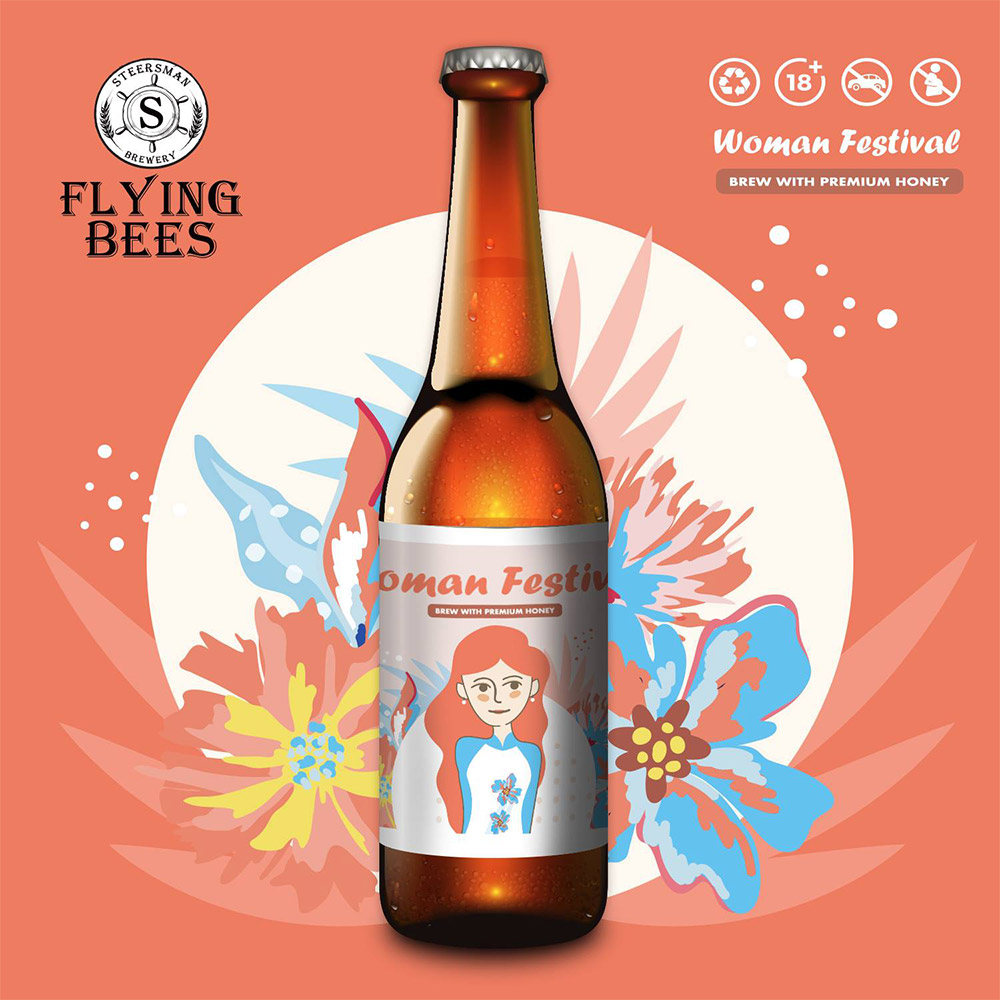 STEERSMAN
S
BREWERY
FLYING
BEES
18+
Woman Festival
BREW WITH PREMIUM HONEY
oman Festiv
BREW WITH PREMIUM HONEY